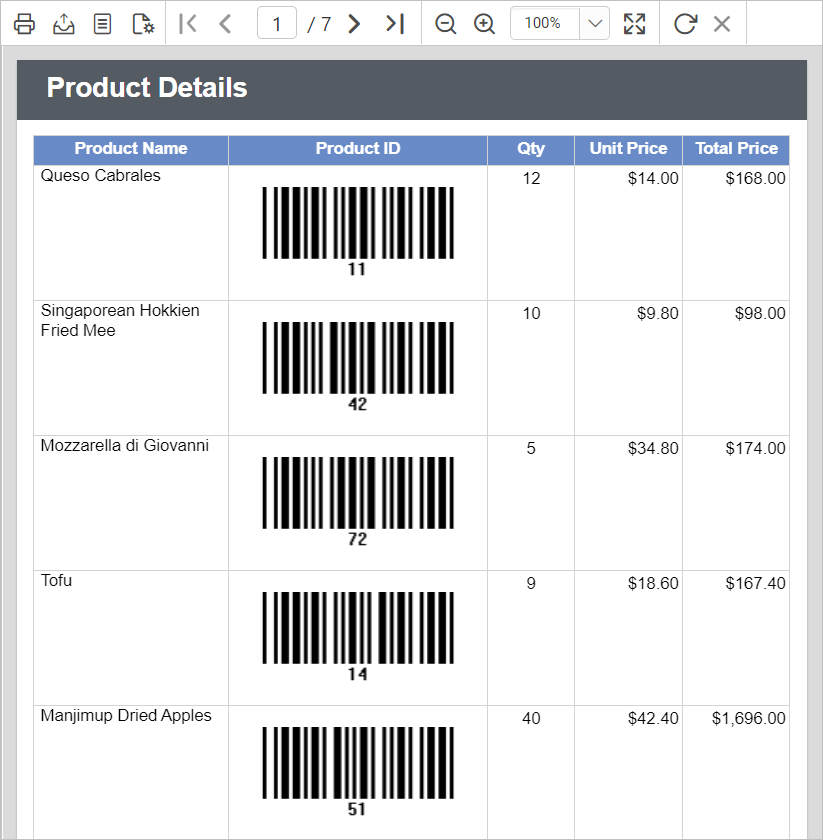 1 / 7 100%
Product Details
Product Name Product ID Qty Unit Price Total Price
Queso Cabrales 12 $14.00 $168.00
11
Singaporean Hokkien 10 $9.80 $98.00
Fried Mee
42
Mozzarella di Giovanni 5 $34.80 $174.00
72
Tofu 9 $18.60 $167.40
14
Manjimup Dried Apples 40 $42.40 $1,696.00
51